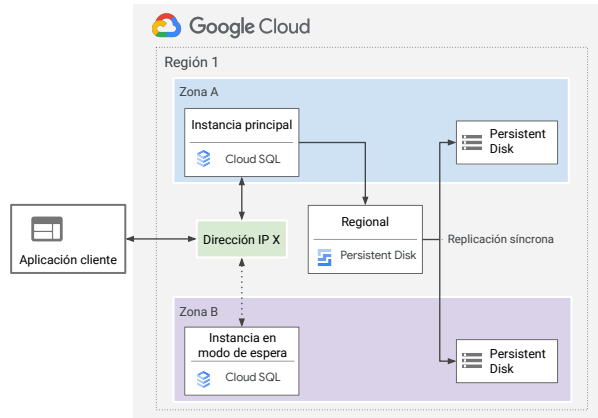 Google Cloud
Región 1
Zona A
Instancia principal
Cloud SQL
Persistent
Disk
Aplicación cliente
Dirección IP X
Regional
Persistent Disk
Replicación síncrona
Zona B
Instancia en
modo de espera
Cloud SQL
Persistent
Disk